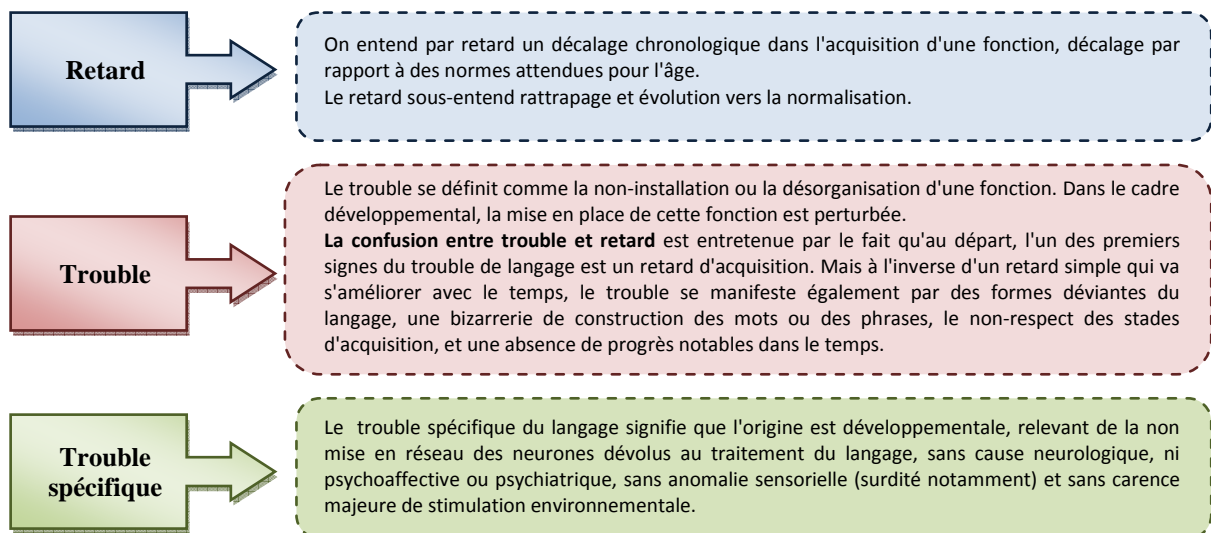 Retard
On entend par retard un décalage chronologique dans l'acquisition d'une fonction, décalage par
rapport à des normes attendues pour l'âge.
Le retard sous-entend rattrapage et évolution vers la normalisation.
Trouble
Le trouble se définit comme la non-installation ou la désorganisation d'une fonction. Dans le cadre
développemental, la mise en place de cette fonction est perturbée.
La confusion entre trouble et retard est entretenue par le fait qu'au départ, l'un des premiers
signes du trouble de langage est un retard d'acquisition. Mais à l'inverse d'un retard simple qui va
s'améliorer avec le temps, le trouble se manifeste également par des formes déviantes du
langage, une bizarrerie de construction des mots ou des phrases, le non-respect des stades
d'acquisition, et une absence de progrès notables dans le temps.
Trouble
spécifique
Le trouble spécifique du langage signifie que l'origine est développementale, relevant de la non
mise en réseau des neurones dévolus au traitement du langage, sans cause neurologique, ni
psychoaffective ou psychiatrique, sans anomalie sensorielle (surdité notamment) et sans carence
majeure de stimulation environnementale.